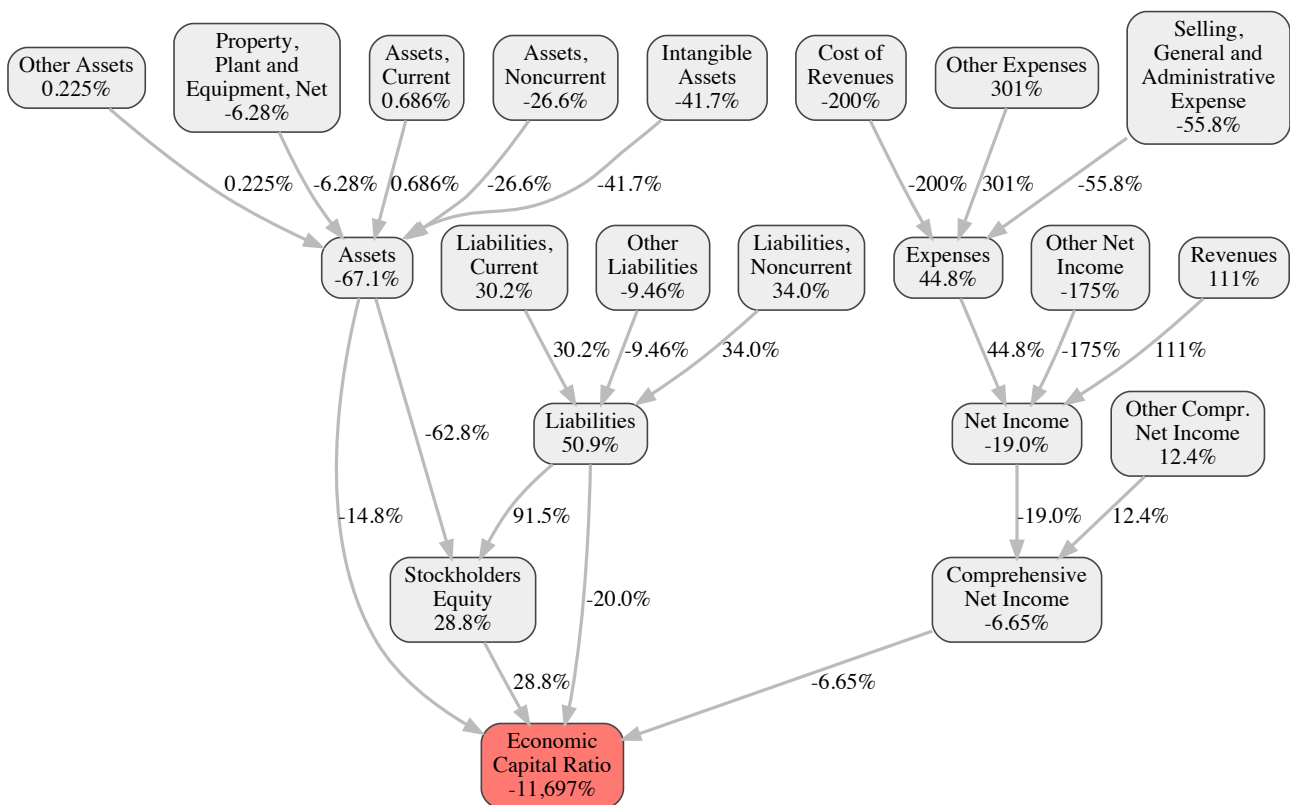 Other Assets
0.225%
Property,
Plant and
Equipment, Net
-6.28%
Assets,
Current
0.686%
Assets,
Noncurrent
-26.6%
Intangible
Assets
-41.7%
Cost of
Revenues
-200%
Other Expenses
301%
Selling,
General and
Administrative
Expense
-55.8%
0.225%
-6.28%
0.686%
-26.6%
-41.7%
-200%
301%
-55.8%
Assets
-67.1%
Liabilities,
Current
30.2%
Other
Liabilities
-9.46%
Liabilities,
Noncurrent
34.0%
Expenses
44.8%
Other Net
Income
-175%
Revenues
111%
30.2%
-9.46%
34.0%
44.8%
-175%
111%
-62.8%
Liabilities
50.9%
Net Income
-19.0%
Other Compr.
Net Income
12.4%
-14.8%
91.5%
-19.0%
12.4%
Stockholders
Equity
28.8%
-20.0%
Comprehensive
Net Income
-6.65%
28.8%
-6.65%
Economic
Capital Ratio
-11,697%